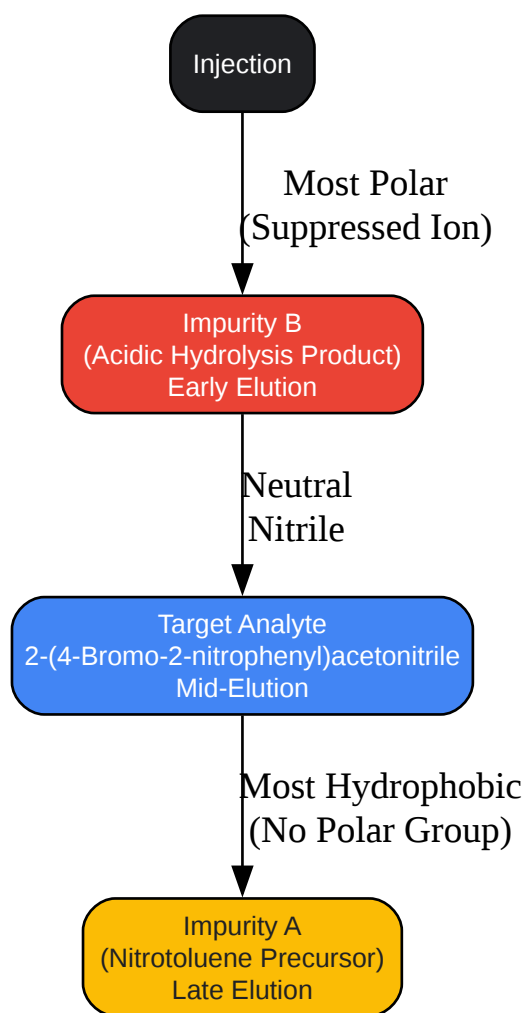 Injection
Most Polar
(Suppressed Ion)
Impurity B
(Acidic Hydrolysis Product)
Early Elution
Neutral
Nitrile
Target Analyte
2-(4-Bromo-2-nitrophenyl)acetonitrile
Mid-Elution
Most Hydrophobic
(No Polar Group)
Impurity A
(Nitrotoluene Precursor)
Late Elution